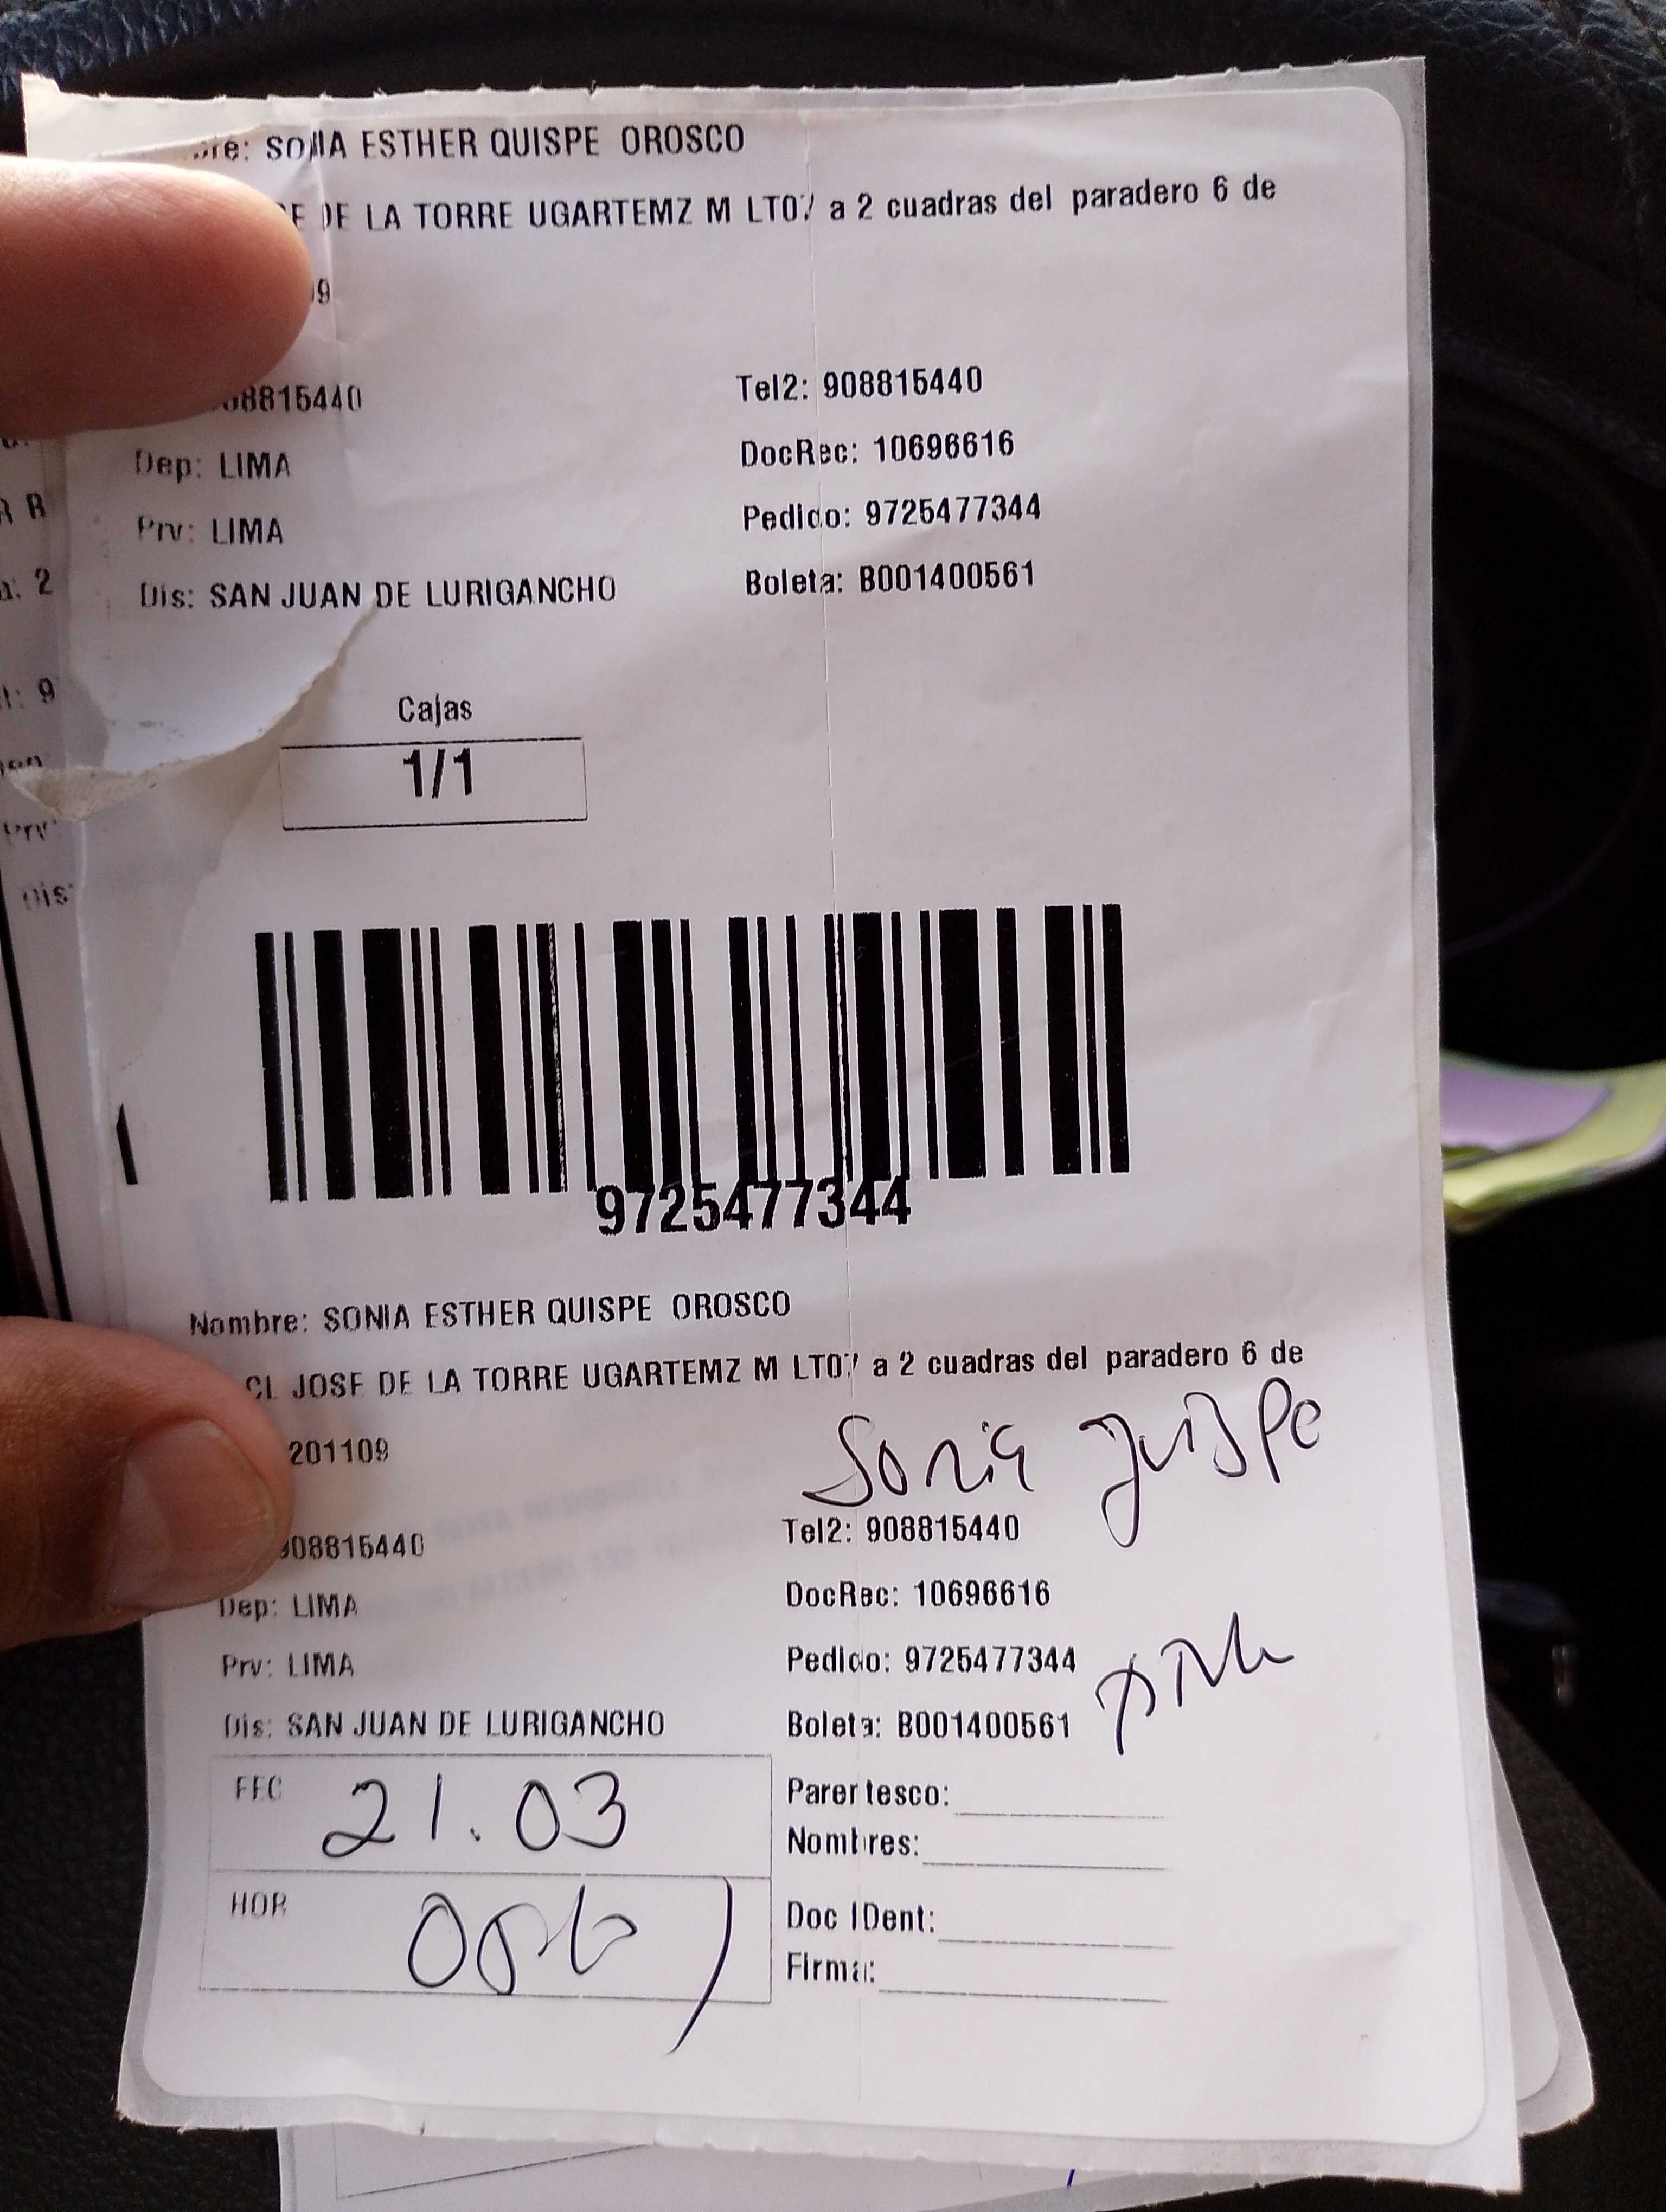 SONIA ESTHER QUISPE OROSCO
DE LA TORRE UGARTEMZ M LT07 a 2 cuadras del paradero 6 de
08815440 Tel2: 908815440
Dep: LIMA DocRec: 10696616
Prv: LIMA Pedido: 9725477344
Dis: SAN JUAN DE LURIGANCHO Boleta: B001400561
Cajas
1/1
9725477344
Nombre: SONIA ESTHER QUISPE OROSCO
CL JOSE DE LA TORRE UGARTEMZ M LT07 a 2 cuadras del paradero 6 de
201109
Sonia Quispe
908815440 Tel2: 908815440
Dep: LIMA DocRec: 10696616
Prv: LIMA Pedido: 9725477344
Dis: SAN JUAN DE LURIGANCHO Boleta: B001400561
FEC 21.03
Parentesco:
Nombres:
HOR
Doc IDent:
Firma: